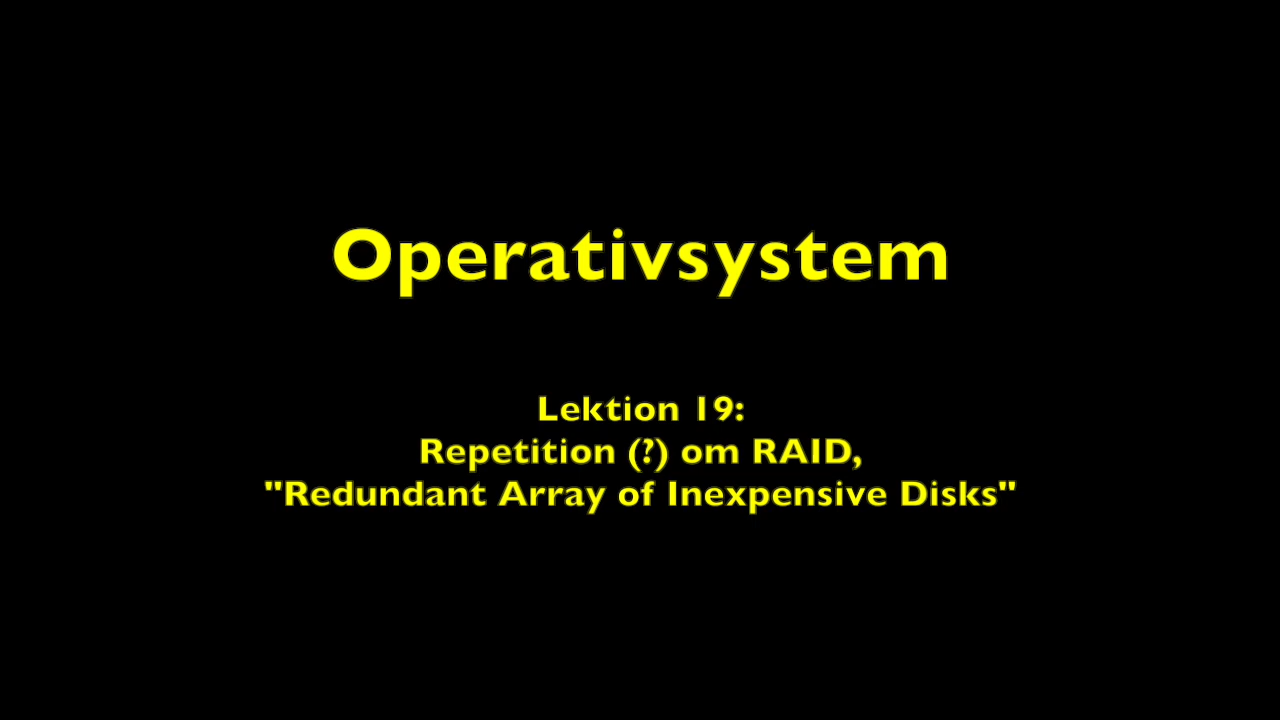 Operativsystem
Lektion 19:
Repetition (?) om RAID,
"Redundant Array of Inexpensive Disks"